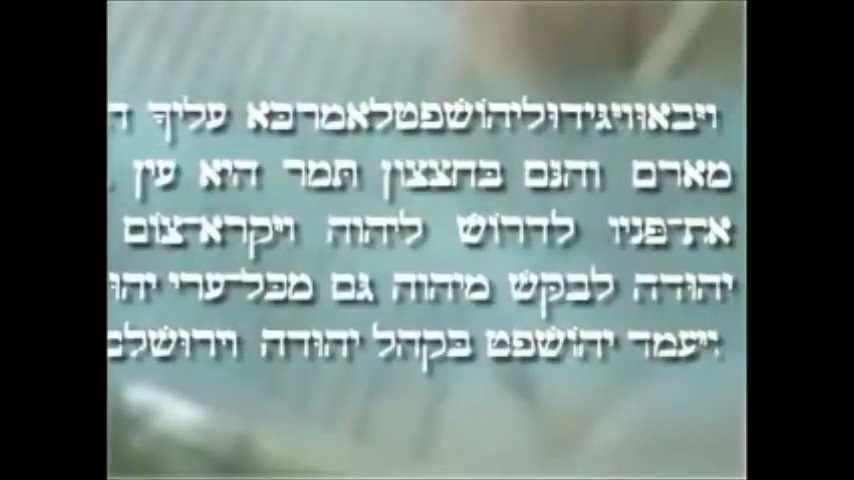 ויבאוויגידוליהושפטלאמרבא עליך
מארם והנם בחצצון תמר היא עין
את־פניו לדרוש ליהוה ויקרא־צום
יהודה לבקש מיהוה גם מכל־ערי
ויעמד יהושפט בקהל יהודה